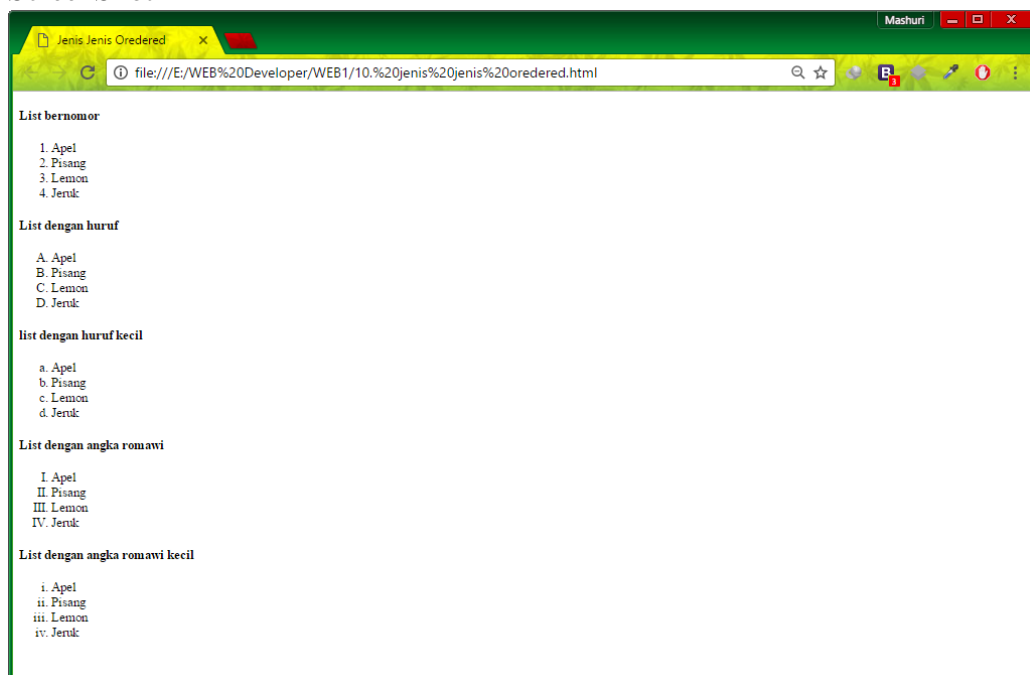 Mashuri
Jenis Jenis Oredered
file:///E:/WEB%20Developer/WEB1/10.%20jenis%20jenis%20oredered.html
B
3
List bernomor
1. Apel
2. Pisang
3. Lemon
4. Jeruk
List dengan huruf
A. Apel
B. Pisang
C. Lemon
D. Jeruk
list dengan huruf kecil
a. Apel
b. Pisang
c. Lemon
d. Jeruk
List dengan angka romawi
I. Apel
II. Pisang
III. Lemon
IV. Jeruk
List dengan angka romawi kecil
i. Apel
ii. Pisang
iii. Lemon
iv. Jeruk